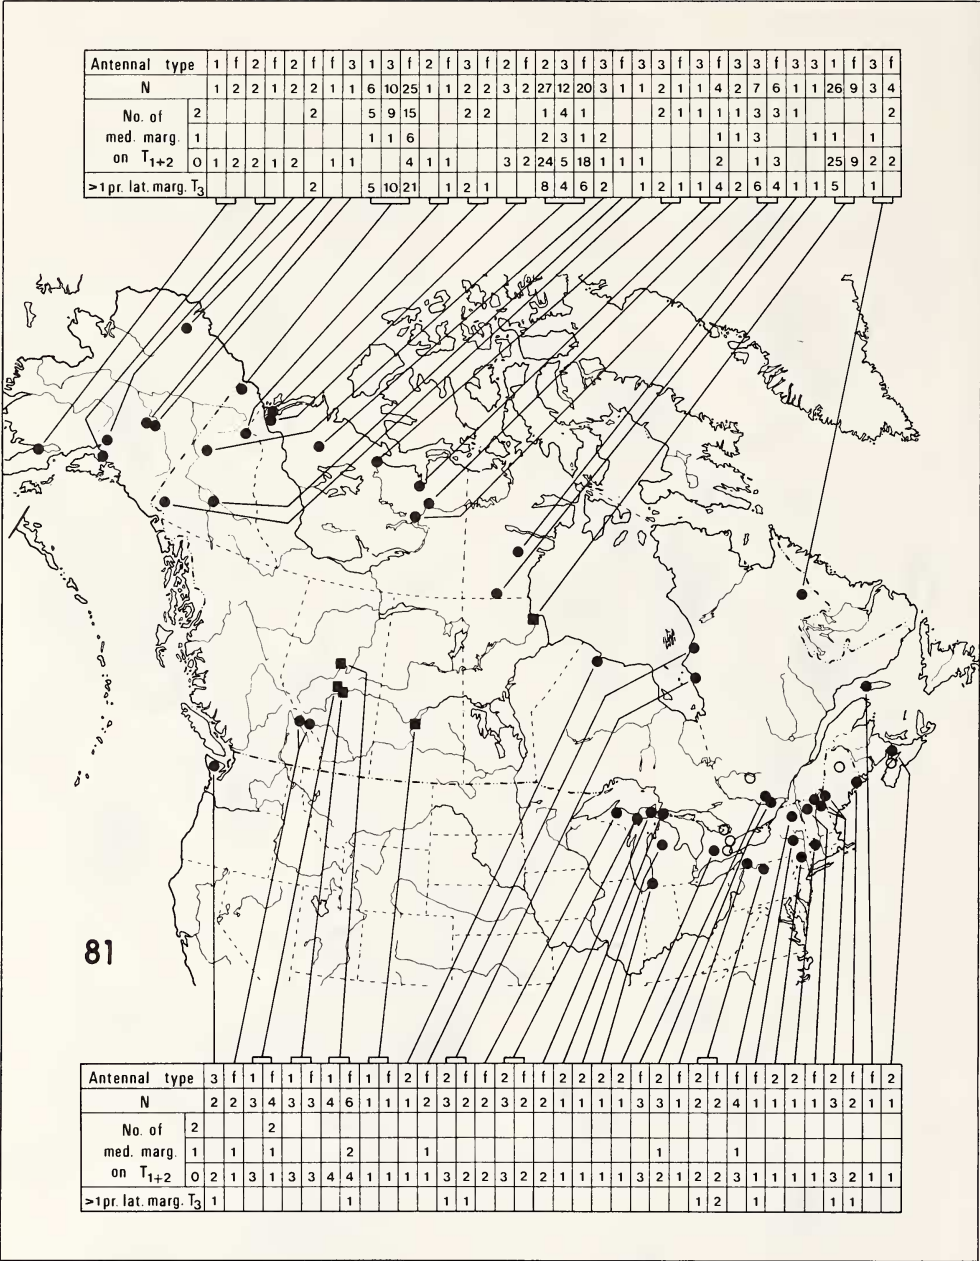 Antennal type 1 f 2 f 2 f f 3 1 3 f 2 f 3 f 2 f 2 3 f 3 f f 3 f 3 f 3 3 f 3 3 1 f 3 f
N 1 2 2 1 2 2 1 1 6 10 25 1 1 2 2 3 2 27 12 20 3 1 1 2 1 1 4 2 7 6 1 1 26 9 3 4
No. of 2 2 5 9 15 2 2 1 4 1 2 1 1 1 1 3 3 1 2
med. marg. 1 1 1 6 2 3 1 2 1 1 3 1 1 1
on T1+2 0 1 2 2 1 2 1 1 4 1 1 3 2 24 5 18 1 1 1 2 1 3 25 9 2 2
>1 pr. lat. marg. T3 2 5 10 21 1 2 1 8 4 6 2 1 2 1 1 4 2 6 4 1 1 5 1
81
Antennal type 3 f 1 f 1 f 1 f 1 f 2 f 2 f f 2 f f 2 2 2 2 f 2 f 2 f f f 2 2 f 2 f f 2
N 2 2 3 4 3 3 4 6 1 1 1 2 3 2 2 3 2 2 1 1 1 1 3 3 1 2 2 4 1 1 1 1 3 2 1 1
No. of 2 2
med. marg. 1 1 1 2 1 1 1
on T1+2 0 2 1 3 1 3 3 4 4 1 1 1 1 3 2 2 3 2 2 1 1 1 1 3 2 1 2 2 3 1 1 1 1 3 2 1 1
>1 pr. lat. marg. T3 1 1 1 1 1 2 1 1 1